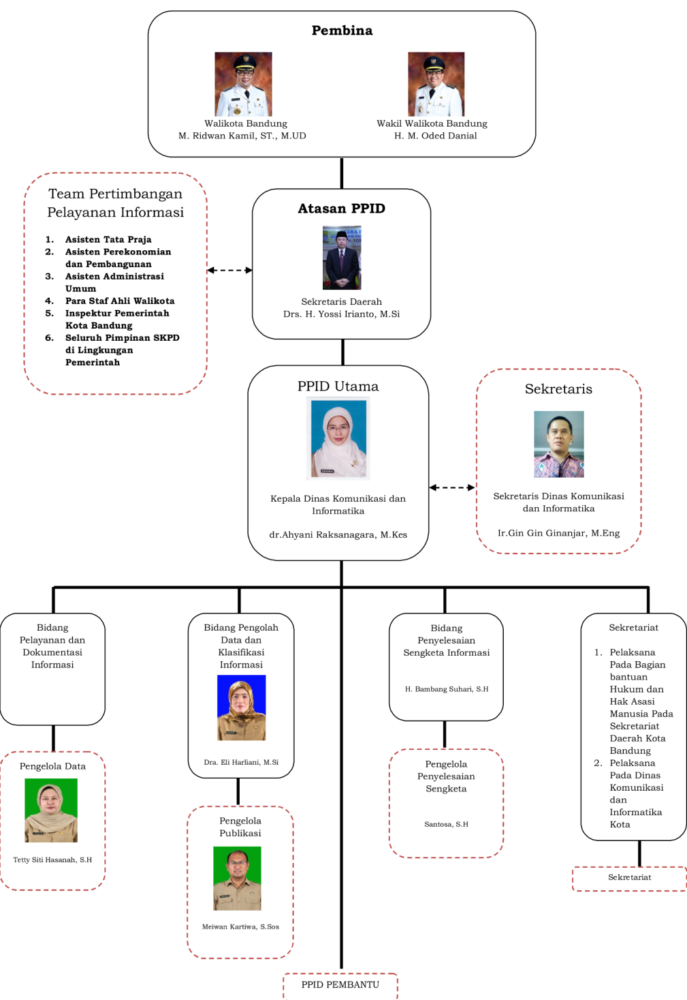 Pembina
Walikota Bandung
M. Ridwan Kamil, ST., M.UD
Wakil Walikota Bandung
H. M. Oded Danial
Team Pertimbangan
Pelayanan Informasi
1. Asisten Tata Praja
2. Asisten Perekonomian
dan Pembangunan
3. Asisten Administrasi
Umum
4. Para Staf Ahli Walikota
5. Inspektur Pemerintah
Kota Bandung
6. Seluruh Pimpinan SKPD
di Lingkungan
Pemerintah
Atasan PPID
Sekretaris Daerah
Drs. H. Yossi Irianto, M.Si
PPID Utama
Kepala Dinas Komunikasi dan
Informatika
dr.Ahyani Raksanagara, M.Kes
Sekretaris
Sekretaris Dinas Komunikasi
dan Informatika
Ir.Gin Gin Ginanjar, M.Eng
Bidang
Pelayanan dan
Dokumentasi
Informasi
Pengelola Data
Tetty Siti Hasanah, S.H
Bidang Pengolah
Data dan
Klasifikasi
Informasi
Dra. Eli Harliani, M.Si
Pengelola
Publikasi
Meiwan Kartiwa, S.Sos
Bidang
Penyelesaian
Sengketa Informasi
H. Bambang Suhari, S.H
Pengelola
Penyelesaian
Sengketa
Santosa, S.H
Sekretariat
1. Pelaksana
Pada Bagian
bantuan
Hukum dan
Hak Asasi
Manusia Pada
Sekretariat
Daerah Kota
Bandung
2. Pelaksana
Pada Dinas
Komunikasi
dan
Informatika
Kota
Sekretariat
PPID PEMBANTU